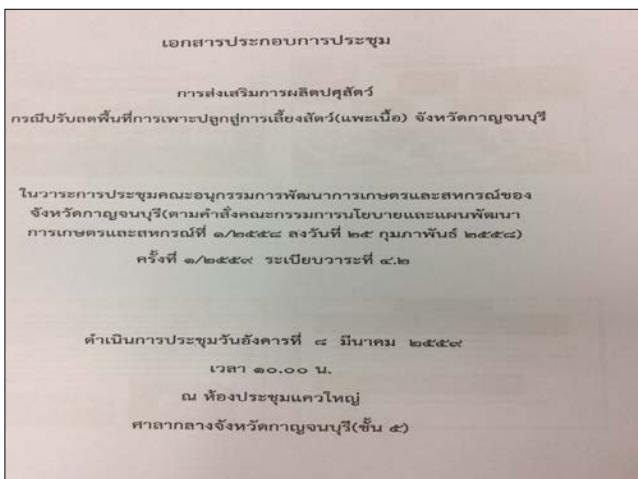 เอกสารประกอบการประชุม
การส่งเสริมการผลิตปศุสัตว์
กรณีปรับลดพื้นที่การเพาะปลูกสู่การเลี้ยงสัตว์(แพะเนื้อ) จังหวัดกาญจนบุรี
ในวาระการประชุมคณะอนุกรรมการพัฒนาการเกษตรและสหกรณ์ของ
จังหวัดกาญจนบุรี(ตามคำสั่งคณะกรรมการนโยบายและแผนพัฒนา
การเกษตรและสหกรณ์ที่ ๑/๒๕๕๘ ลงวันที่ ๒๕ กุมภาพันธ์ ๒๕๕๘)
ครั้งที่ ๑/๒๕๕๙ ระเบียบวาระที่ ๔.๒
ดำเนินการประชุมวันอังคารที่ ๘ มีนาคม ๒๕๕๙
เวลา ๑๐.๐๐ น.
ณ ห้องประชุมแควใหญ่
ศาลากลางจังหวัดกาญจนบุรี(ชั้น ๕)